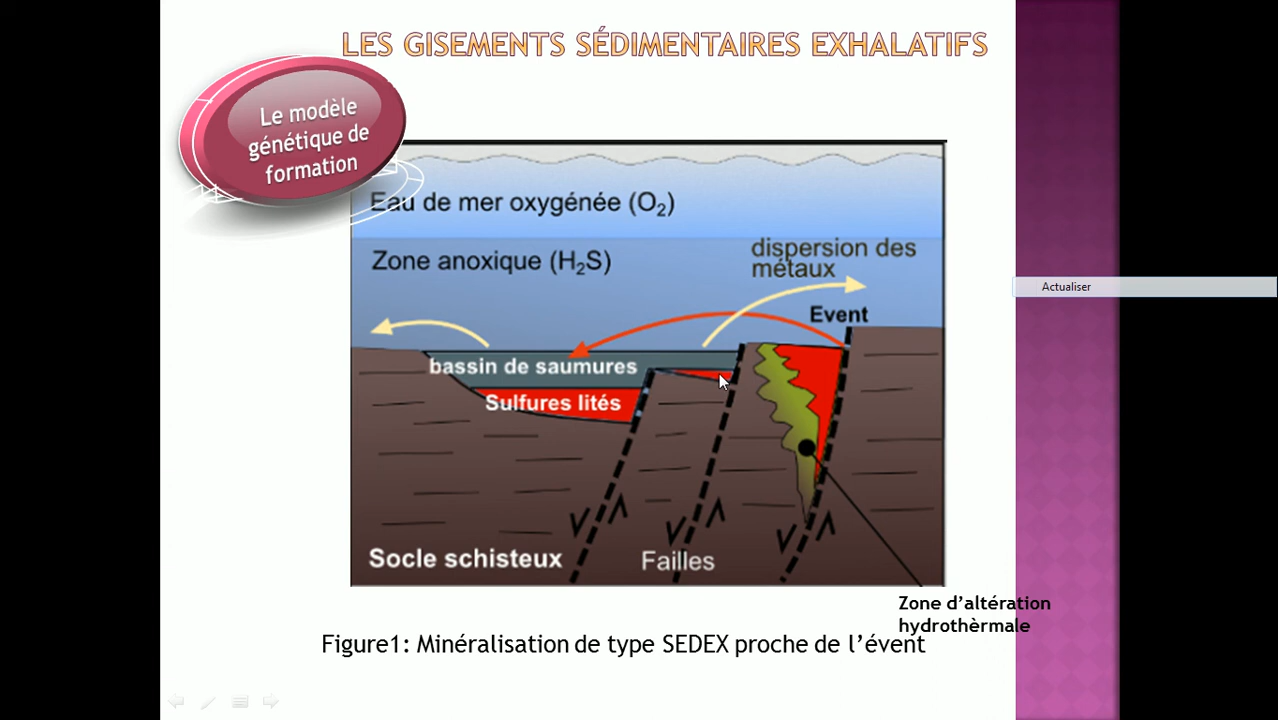 LES GISEMENTS SÉDIMENTAIRES EXHALATIFS
Le modèle
génétique de
formation
Eau de mer oxygénée (O₂)
Zone anoxique (H₂S)
dispersion des
métaux
Event
Actualiser
bassin de saumures
Sulfures lités
Socle schisteux
Failles
Zone d’altération
hydrothèrmale
Figure1: Minéralisation de type SEDEX proche de l’évent